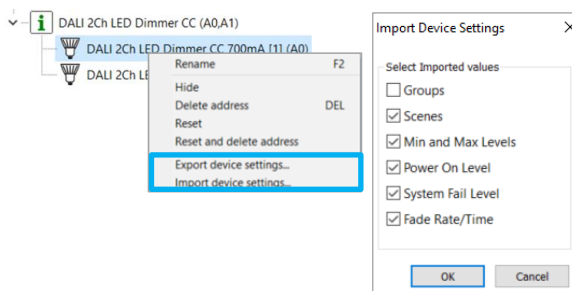 DALI 2Ch LED Dimmer CC (A0,A1)
DALI 2Ch LED Dimmer CC 700mA [1] (A0)
DALI 2Ch LE
Rename F2
Hide
Delete address DEL
Reset
Reset and delete address
Export device settings...
Import device settings...
Import Device Settings
Select Imported values
Groups
Scenes
Min and Max Levels
Power On Level
System Fail Level
Fade Rate/Time
OK Cancel